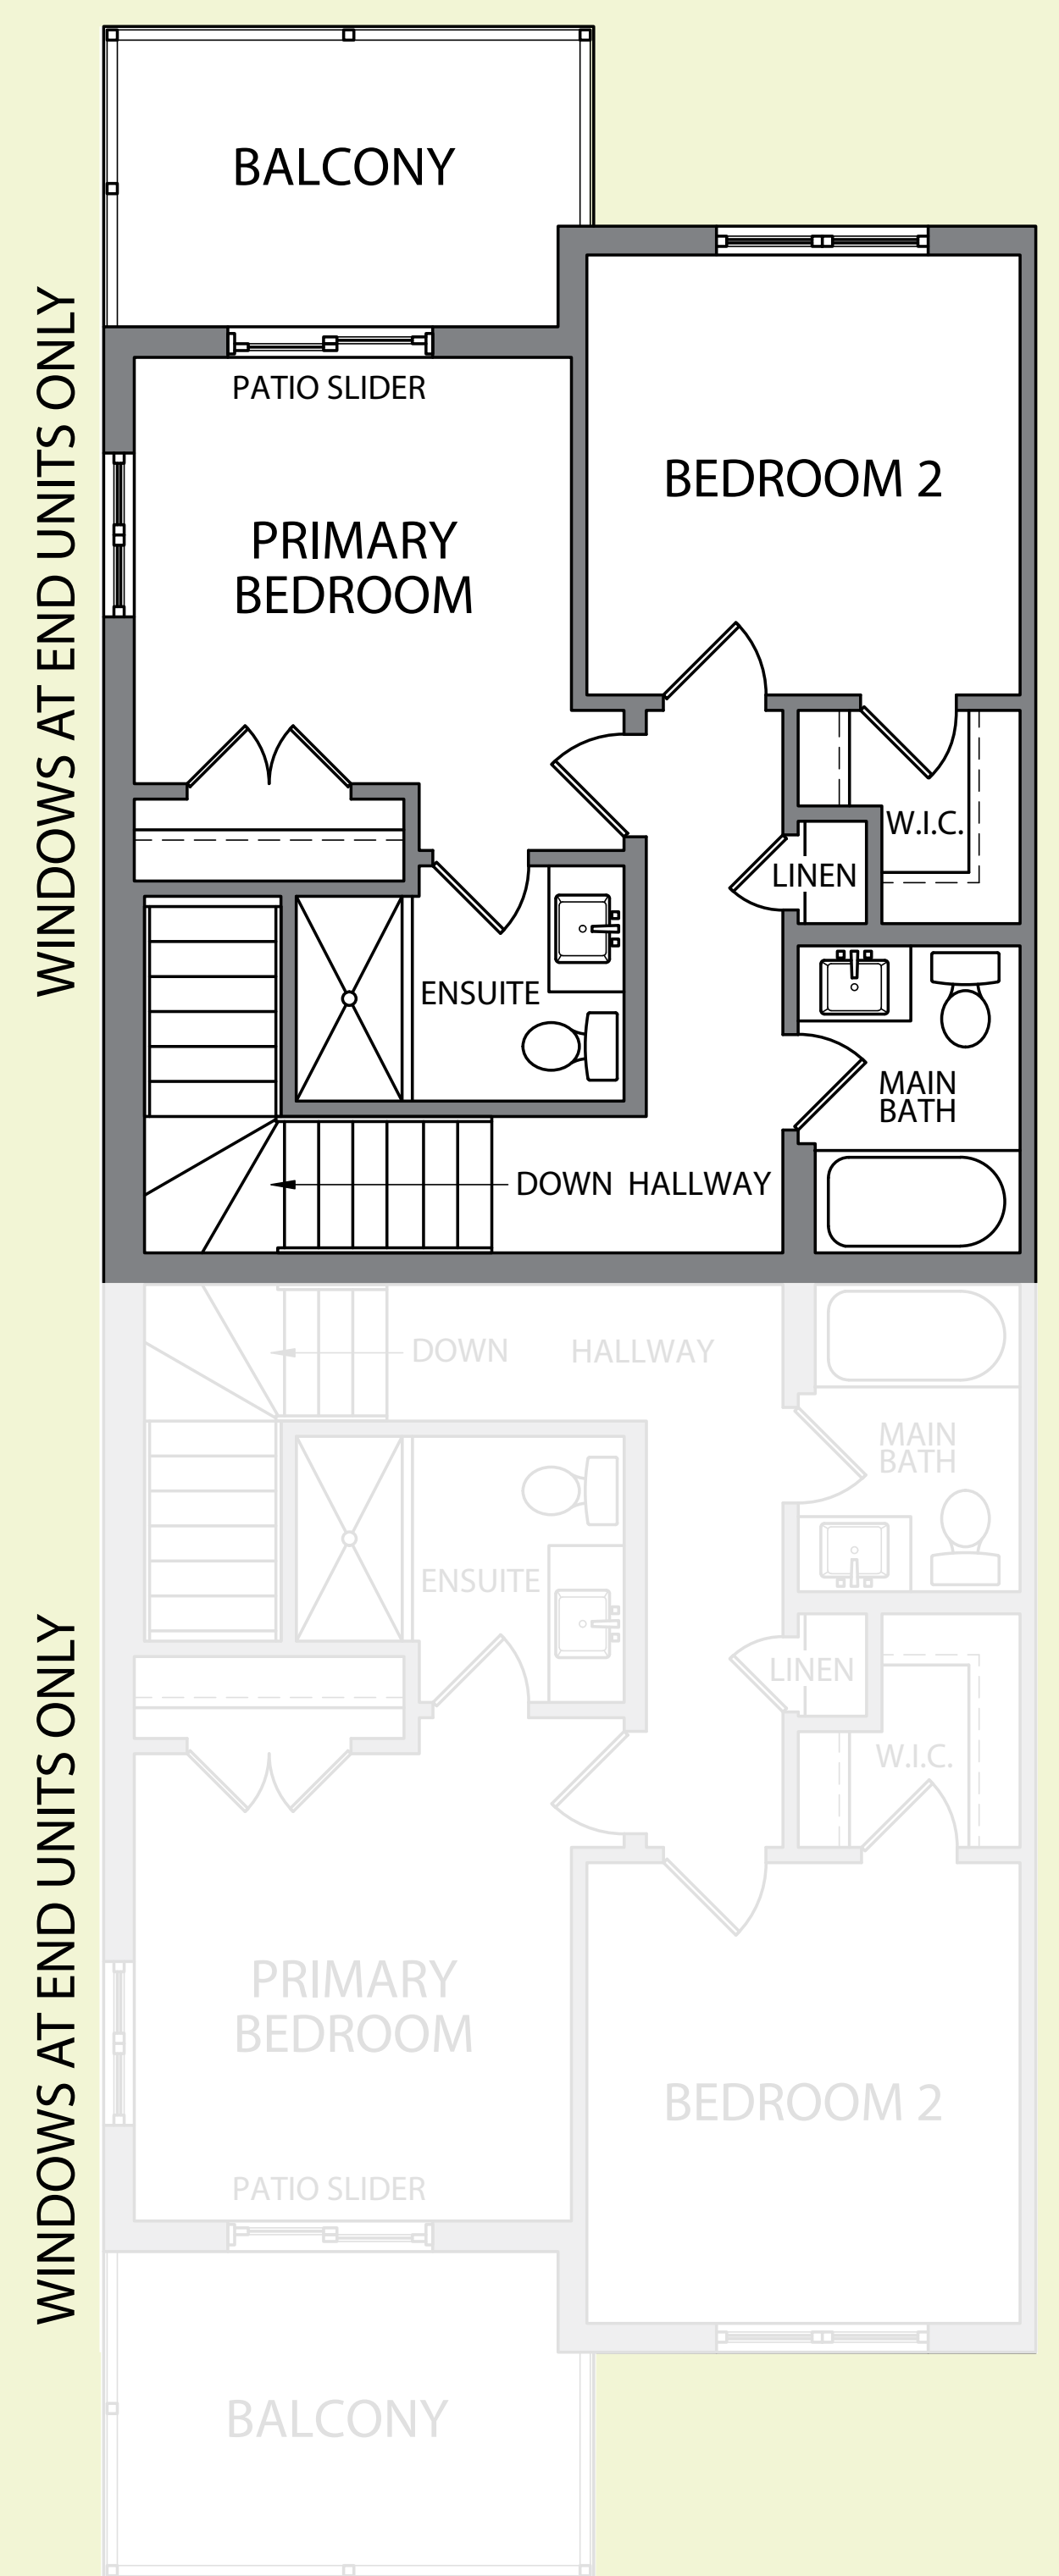 BALCONY
WINDOWS AT END UNITS ONLY
PATIO SLIDER
BEDROOM 2
PRIMARY
BEDROOM
W.I.C.
LINEN
ENSUITE
MAIN
BATH
DOWN HALLWAY
DOWN HALLWAY
MAIN
BATH
ENSUITE
LINEN
W.I.C.
WINDOWS AT END UNITS ONLY
PRIMARY
BEDROOM
BEDROOM 2
PATIO SLIDER
BALCONY